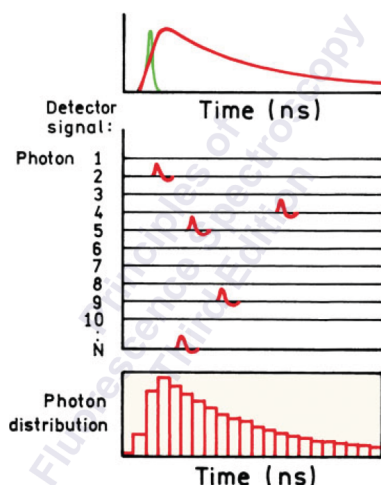 Time (ns)
Detector
signal:
Photon 1
2
3
4
5
6
7
8
9
10
.
N
Photon
distribution
Time (ns)
Principles of
Fluorescence Spectroscopy
Third Edition